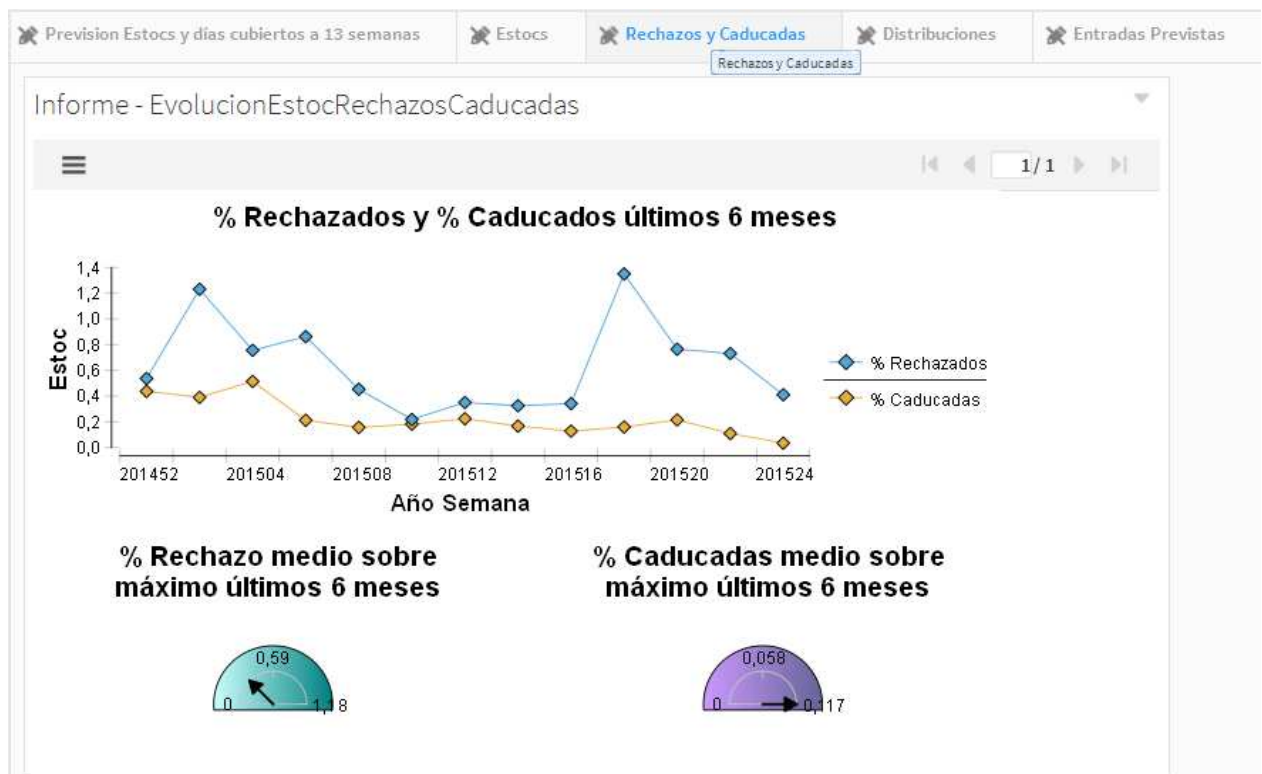 Prevision Estocs y días cubiertos a 13 semanas Estocs Rechazos y Caducadas Distribuciones Entradas Previstas
Rechazos y Caducadas
Informe - EvolucionEstocRechazosCaducadas
1 / 1
% Rechazados y % Caducados últimos 6 meses
1,4
1,2
1,0
0,8
0,6
0,4
0,2
0,0
Estoc
% Rechazados
% Caducadas
201452 201504 201508 201512 201516 201520 201524
Año Semana
% Rechazo medio sobre
máximo últimos 6 meses
% Caducadas medio sobre
máximo últimos 6 meses
0,59
0 1,18
0,058
0 0,117